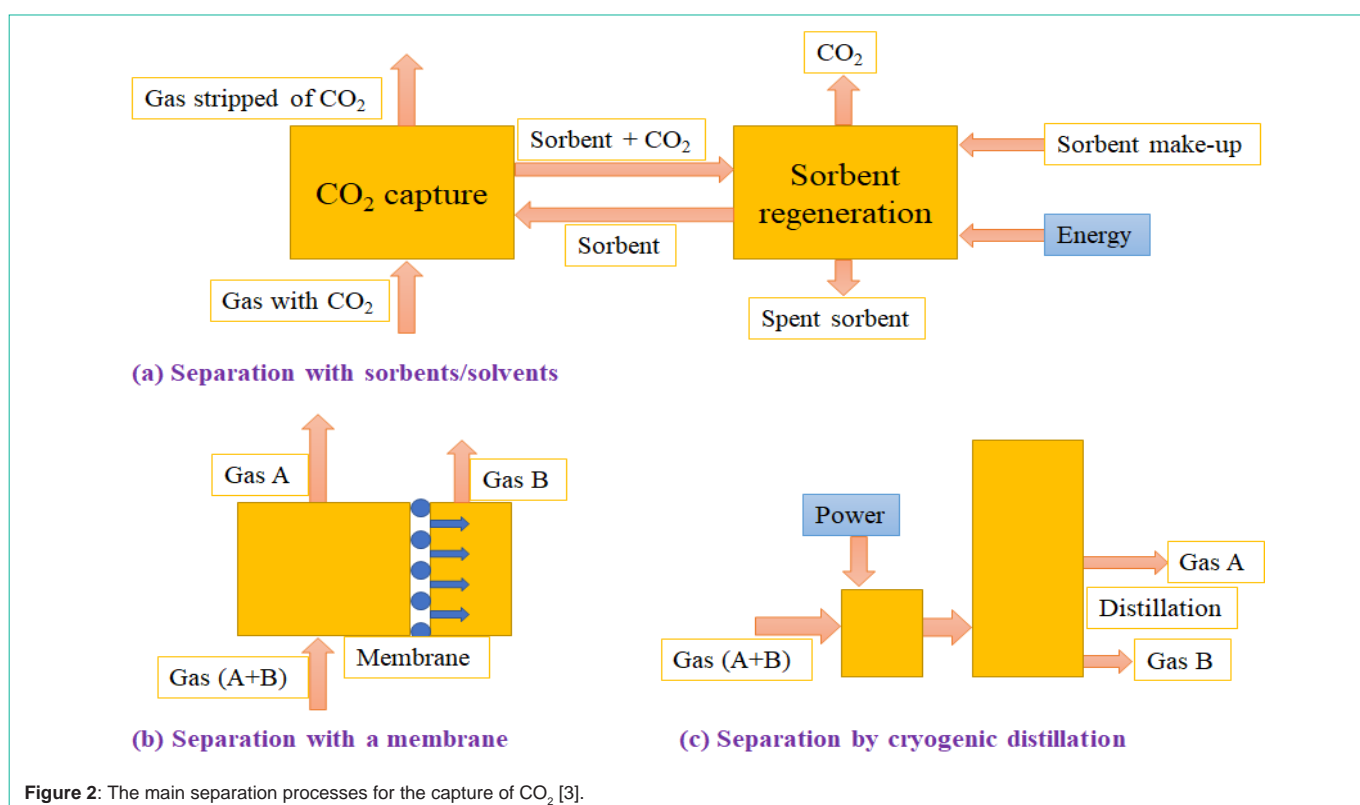 CO₂
Gas stripped of CO₂
Sorbent + CO₂
Sorbent make-up
CO₂ capture
Sorbent
regeneration
Sorbent
Energy
Gas with CO₂
Spent sorbent
(a) Separation with sorbents/solvents
Gas A
Gas B
Membrane
Gas (A+B)
(b) Separation with a membrane
Power
Gas A
Distillation
Gas (A+B)
Gas B
(c) Separation by cryogenic distillation
Figure 2: The main separation processes for the capture of CO₂ [3].